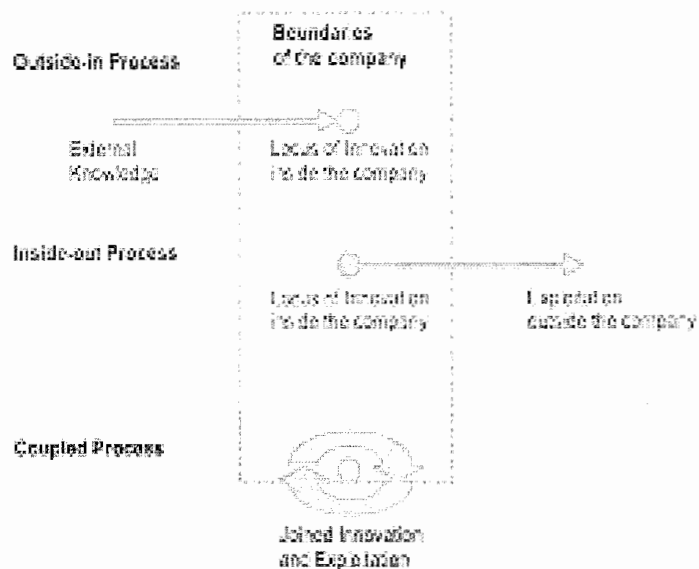 Boundaries
of the company
Outside-in Process
External
Knowledge
Locus of Innovation
inside the company
Inside-out Process
Locus of Innovation
inside the company
Exploitation
outside the company
Coupled Process
Joined Innovation
and Exploitation